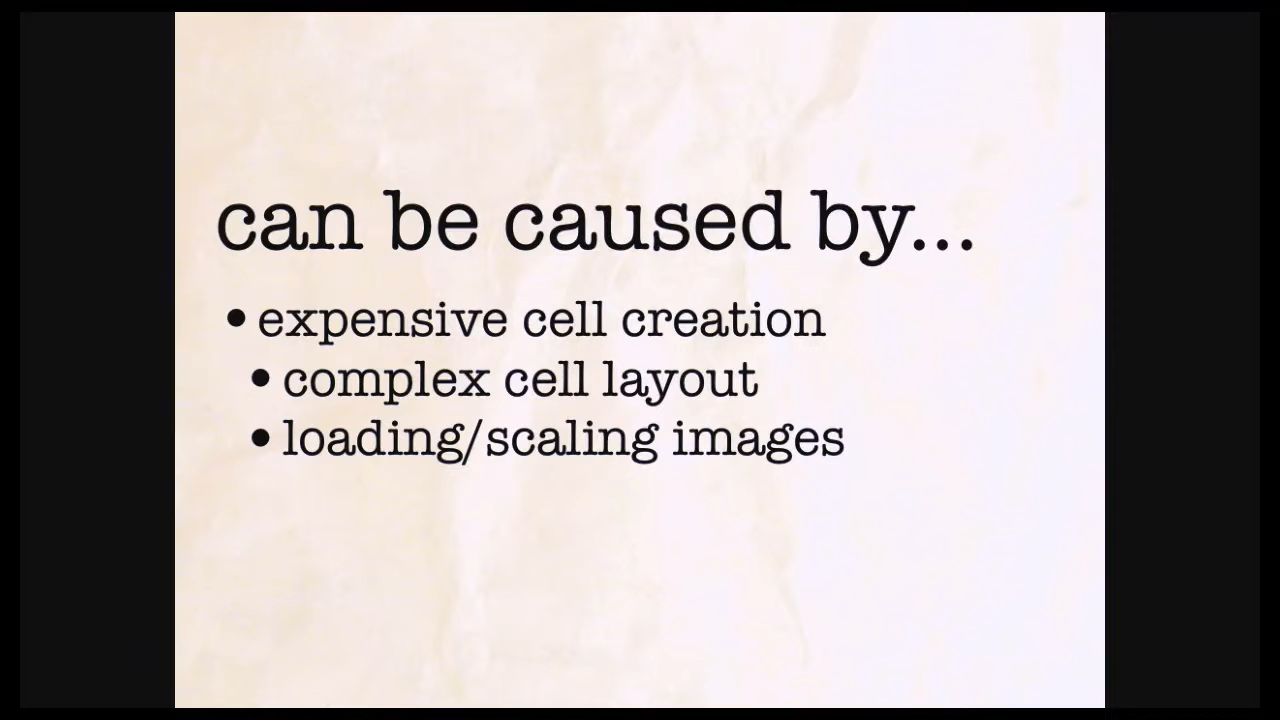 can be caused by...
• expensive cell creation
• complex cell layout
• loading/scaling images